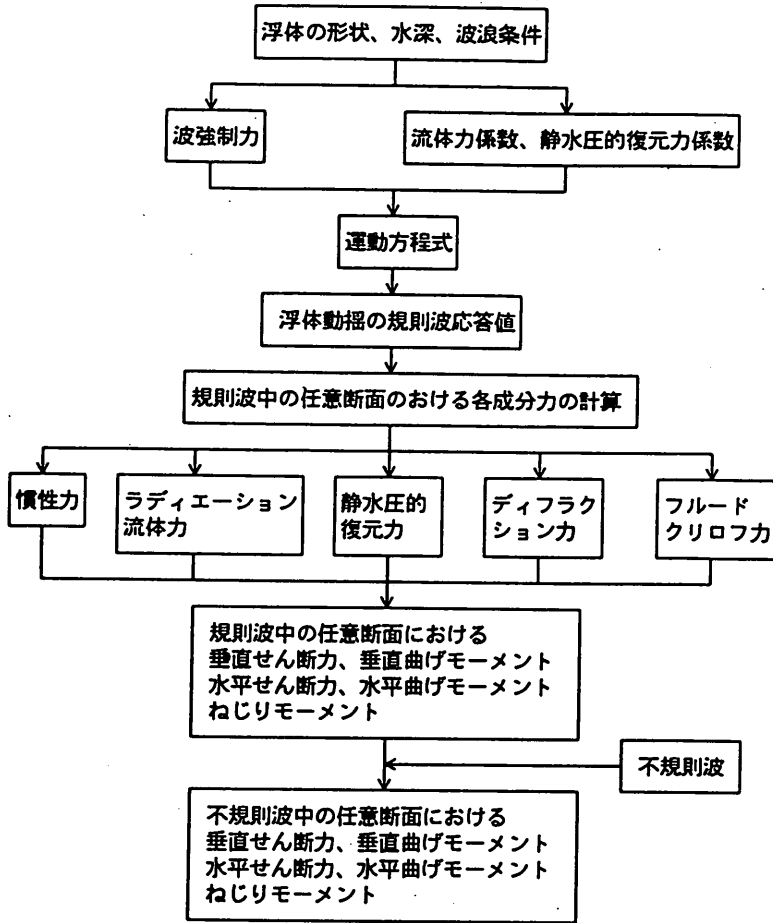 浮体の形状、水深、波浪条件
波強制力
流体力係数、静水圧的復元力係数
運動方程式
浮体動揺の規則波応答値
規則波中の任意断面のおける各成分力の計算
慣性力
ラディエーション
流体力
静水圧的
復元力
ディフラク
ション力
フルード
クリロフ力
規則波中の任意断面における
垂直せん断力、垂直曲げモーメント
水平せん断力、水平曲げモーメント
ねじりモーメント
不規則波
不規則波中の任意断面における
垂直せん断力、垂直曲げモーメント
水平せん断力、水平曲げモーメント
ねじりモーメント